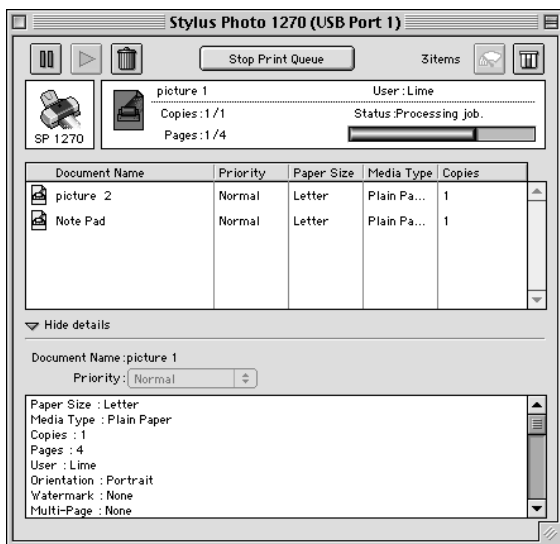 Stylus Photo 1270 (USB Port 1)
Stop Print Queue
3items
SP 1270
picture 1 User:Lime
Copies:1/1 Status:Processing job.
Pages:1/4
Document Name Priority Paper Size Media Type Copies
picture 2 Normal Letter Plain Pa... 1
Note Pad Normal Letter Plain Pa... 1
Hide details
Document Name:picture 1
Priority: Normal
Paper Size : Letter
Media Type : Plain Paper
Copies : 1
Pages : 4
User : Lime
Orientation : Portrait
Watermark : None
Multi-Page : None